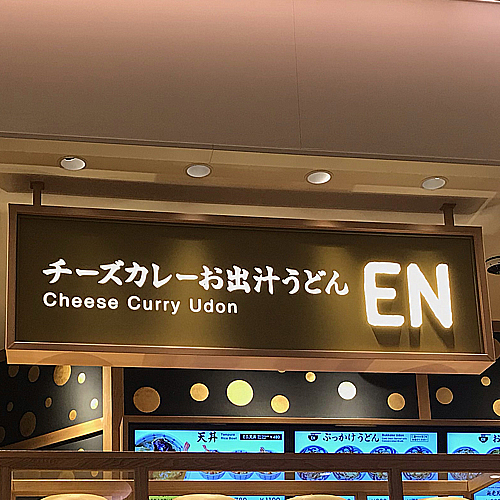 チーズカレーお出汁うどん
Cheese Curry Udon
EN
天丼
ぶっかけうどん
お